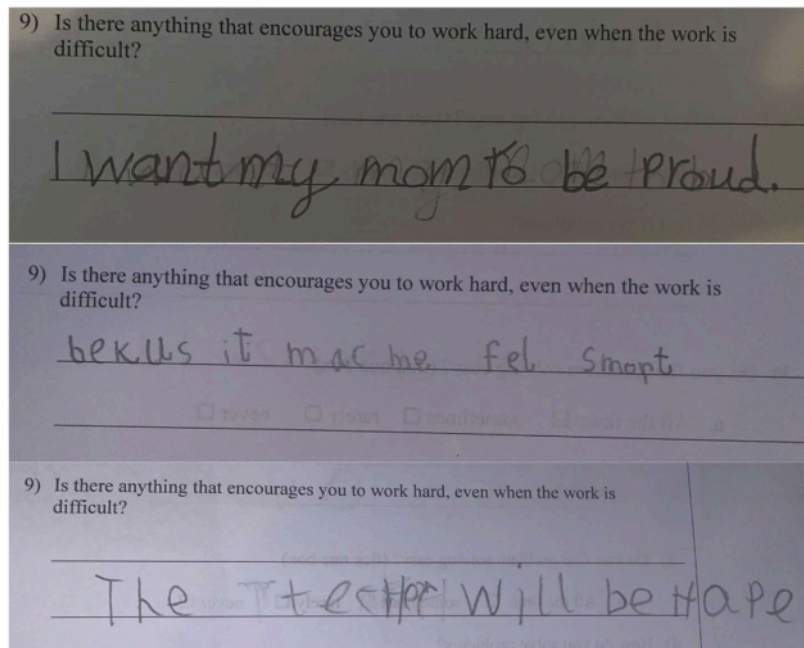 9) Is there anything that encourages you to work hard, even when the work is
difficult?
I want my mom to be proud.
9) Is there anything that encourages you to work hard, even when the work is
difficult?
bekus it mac me fel smart
9) Is there anything that encourages you to work hard, even when the work is
difficult?
The techer will be Hape